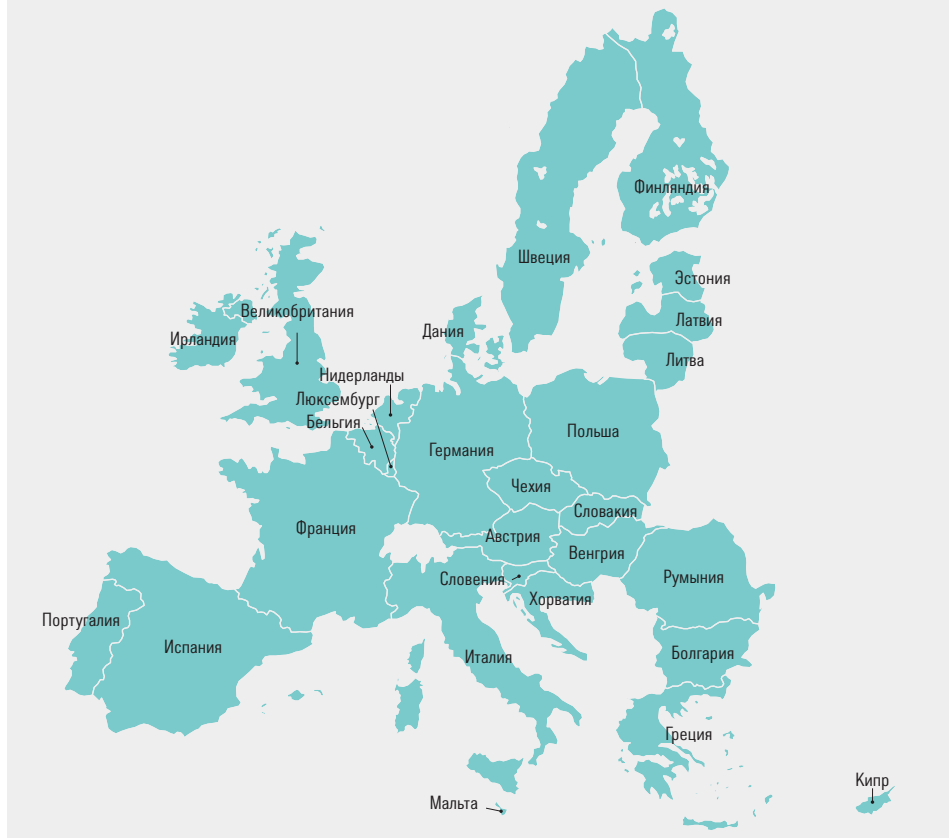 Финляндия
Швеция
Эстония
Великобритания
Латвия
Дания
Ирландия
Литва
Нидерланды
Люксембург
Бельгия
Польша
Германия
Чехия
Словакия
Франция
Австрия
Венгрия
Словения
Румыния
Хорватия
Португалия
Испания
Болгария
Италия
Греция
Кипр
Мальта